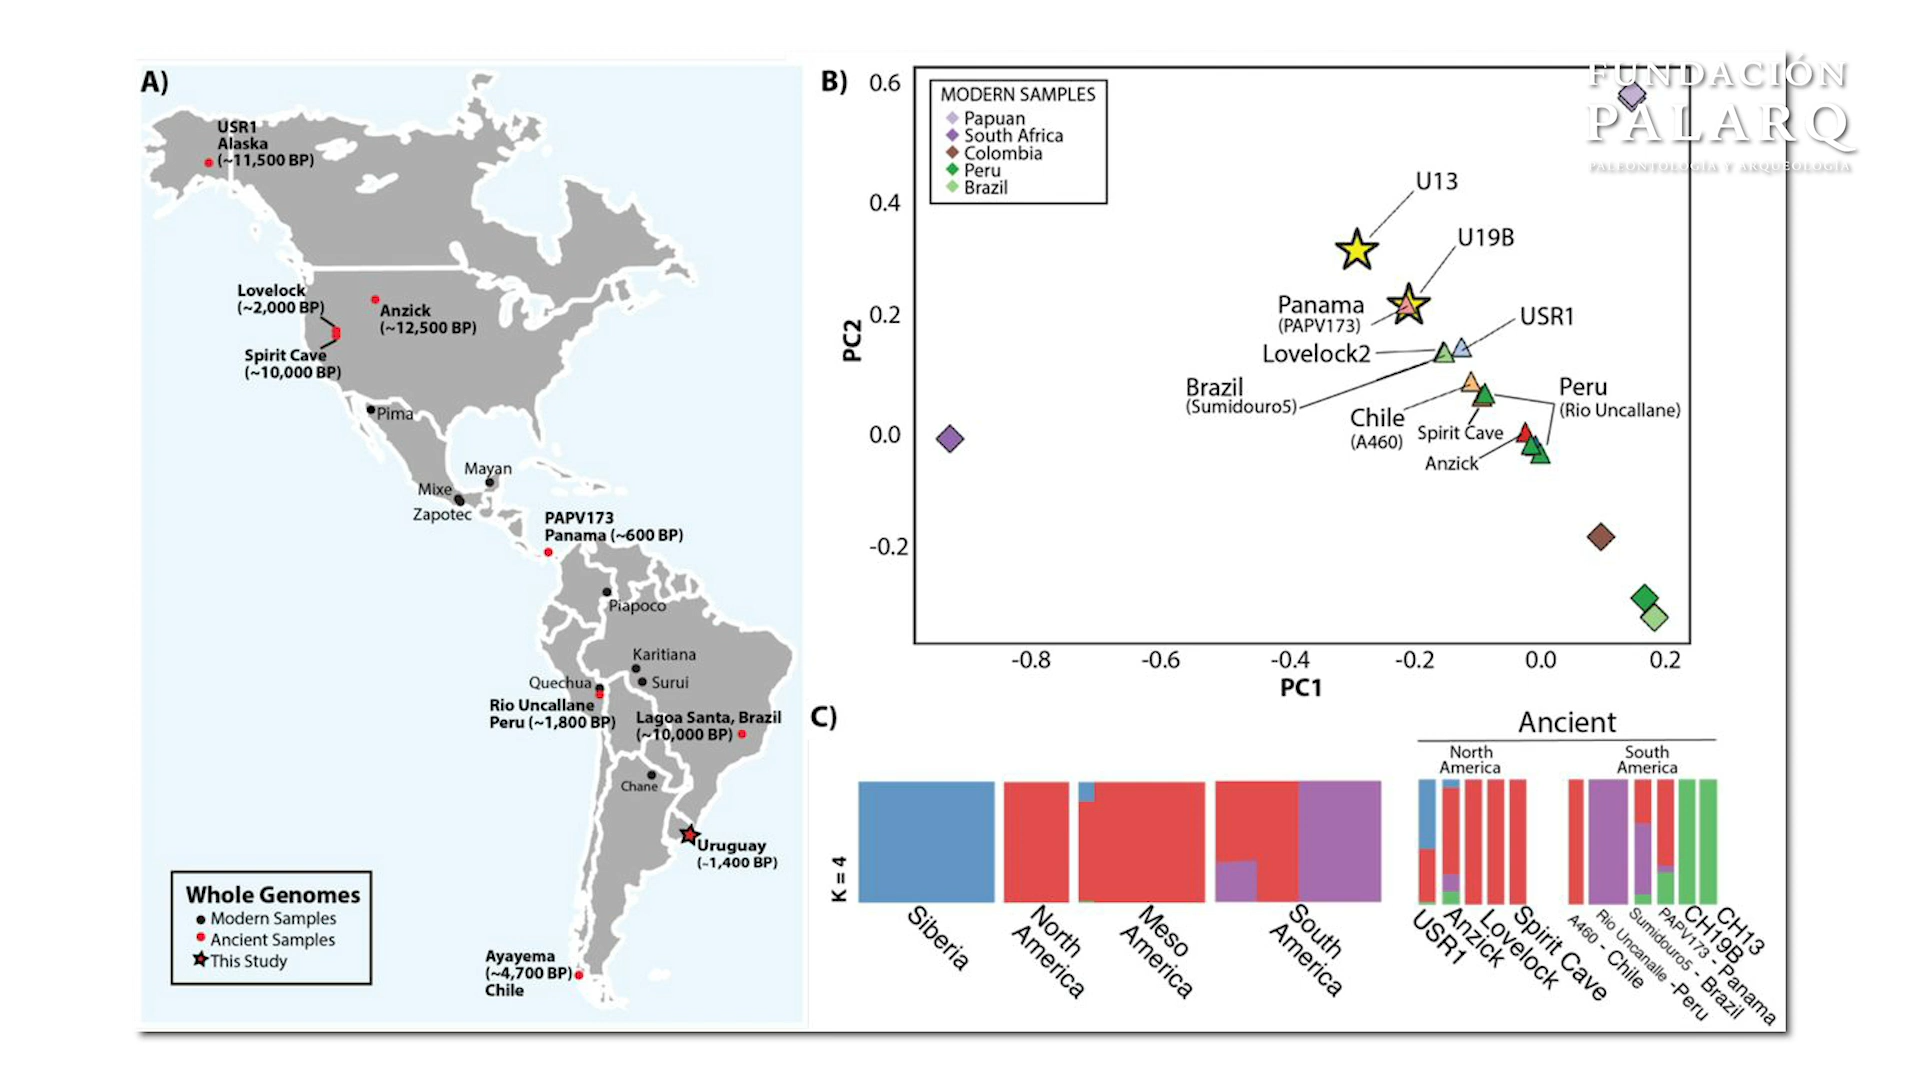 A)
USR1
Alaska
(~11,500 BP)
Lovelock
(~2,000 BP)
Anzick
(~12,500 BP)
Spirit Cave
(~10,000 BP)
Pima
Mayan
Mixe
Zapotec
PAPV173
Panama (~600 BP)
Piapoco
Karitiana
Surui
Quechua
Rio Uncallane
Peru (~1,800 BP)
Lagoa Santa, Brazil
(~10,000 BP)
Chane
Uruguay
(~1,400 BP)
Ayayema
(~4,700 BP)
Chile
Whole Genomes
Modern Samples
Ancient Samples
This Study
B)
0.6
0.4
0.2
0.0
-0.2
PC2
MODERN SAMPLES
Papuan
South Africa
Colombia
Peru
Brazil
U13
U19B
Panama
(PAPV173)
USR1
Lovelock2
Brazil
(Sumidouro5)
Chile
(A460)
Spirit Cave
Anzick
Peru
(Rio Uncallane)
-0.8 -0.6 -0.4 -0.2 0.0 0.2
PC1
FUNDACIÓN
PALARQ
PALEONTOLOGÍA Y ARQUEOLOGÍA
C)
Ancient
North
America
South
America
K = 4
Siberia
North
America
Meso
America
South
America
USR1
Anzick
Lovelock
Spirit Cave
A460 - Chile
Rio Uncanalle -Peru
Sumidouro5 - Brazil
PAPV173 - Panama
CH19B
CH13